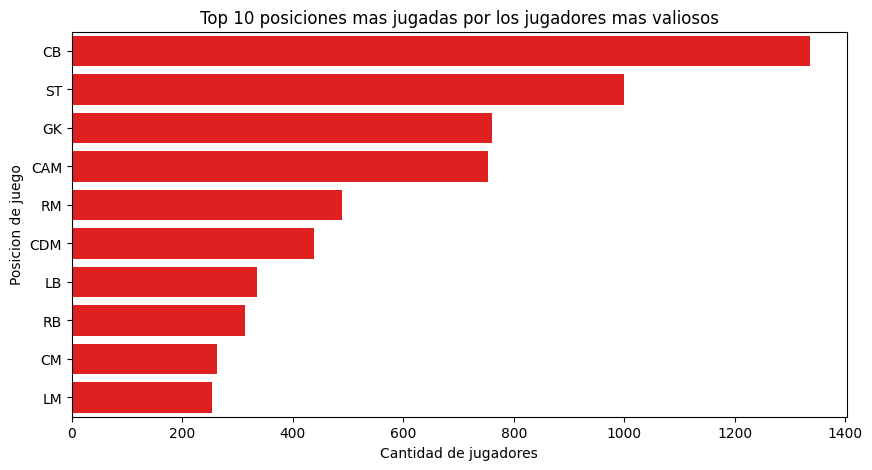 Top 10 posiciones mas jugadas por los jugadores mas valiosos
Posicion de juego
CB
ST
GK
CAM
RM
CDM
LB
RB
CM
LM
0 200 400 600 800 1000 1200 1400
Cantidad de jugadores